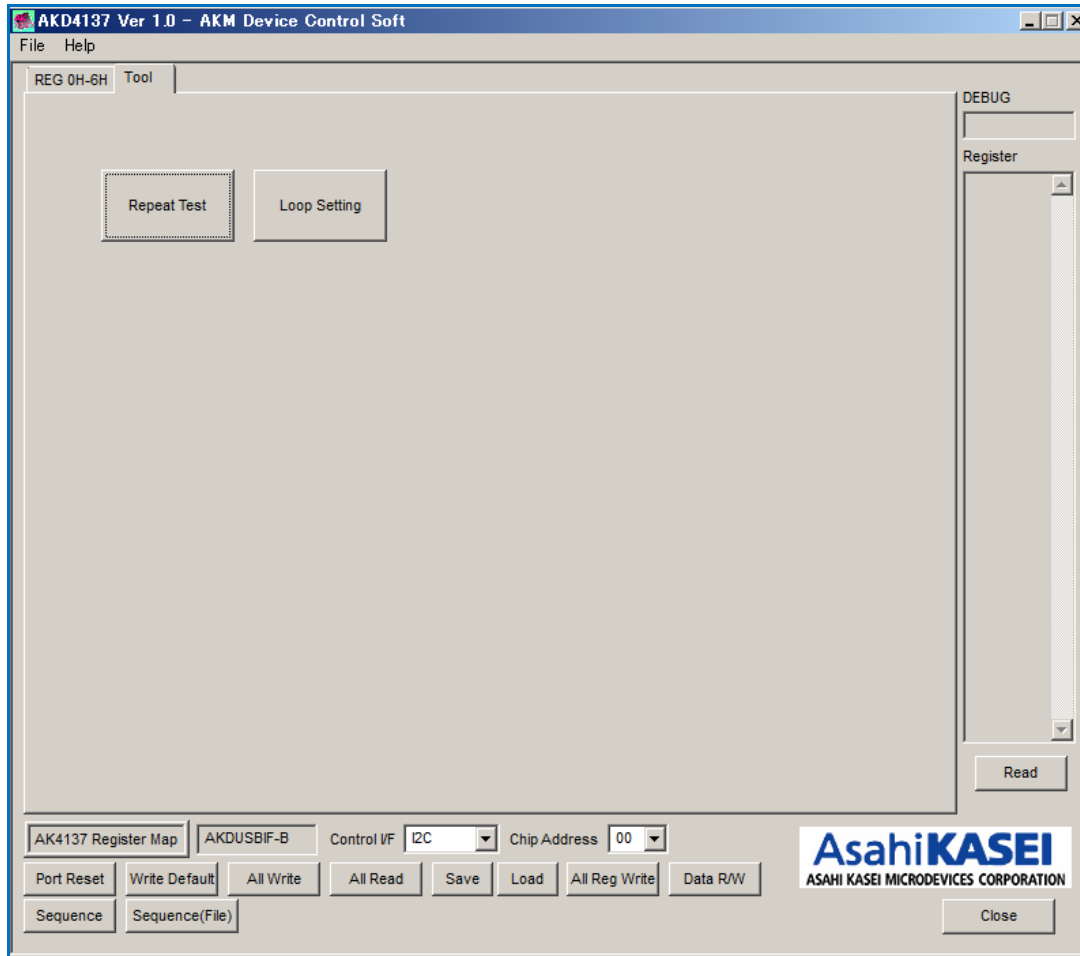 AKD4137 Ver 1.0 - AKM Device Control Soft
File Help
REG 0H-6H Tool
DEBUG
Register
Repeat Test Loop Setting
Read
AK4137 Register Map AKDUSBIF-B Control I/F I2C Chip Address 00
Port Reset Write Default All Write All Read Save Load All Reg Write Data R/W
Sequence Sequence(File)
AsahiKASEI
ASAHI KASEI MICRODEVICES CORPORATION
Close